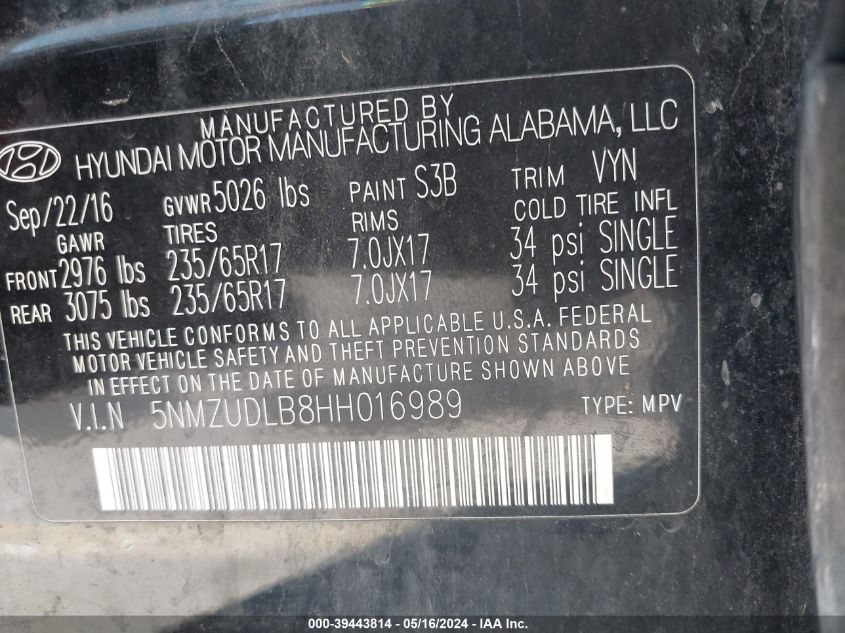 MANUFACTURED BY
HYUNDAI MOTOR MANUFACTURING ALABAMA, LLC
Sep/22/16 GVWR 5026 lbs PAINT S3B TRIM VYN
GAWR TIRES RIMS COLD TIRE INFL
FRONT 2976 lbs 235/65R17 7.0JX17 34 psi SINGLE
REAR 3075 lbs 235/65R17 7.0JX17 34 psi SINGLE
THIS VEHICLE CONFORMS TO ALL APPLICABLE U.S.A. FEDERAL
MOTOR VEHICLE SAFETY AND THEFT PREVENTION STANDARDS
IN EFFECT ON THE DATE OF MANUFACTURE SHOWN ABOVE
V.I.N 5NMZUDLB8HH016989 TYPE: MPV
000-39443814 / 05/16/2024 - IAA Inc.